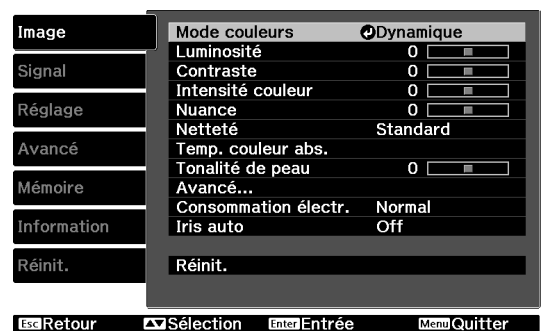 Image
Signal
Réglage
Avancé
Mémoire
Information
Réinit.
Mode couleurs Dynamique
Luminosité 0
Contraste 0
Intensité couleur 0
Nuance 0
Netteté Standard
Temp. couleur abs.
Tonalité de peau 0
Avancé...
Consommation électr. Normal
Iris auto Off
Réinit.
Esc Retour Sélection Enter Entrée Menu Quitter